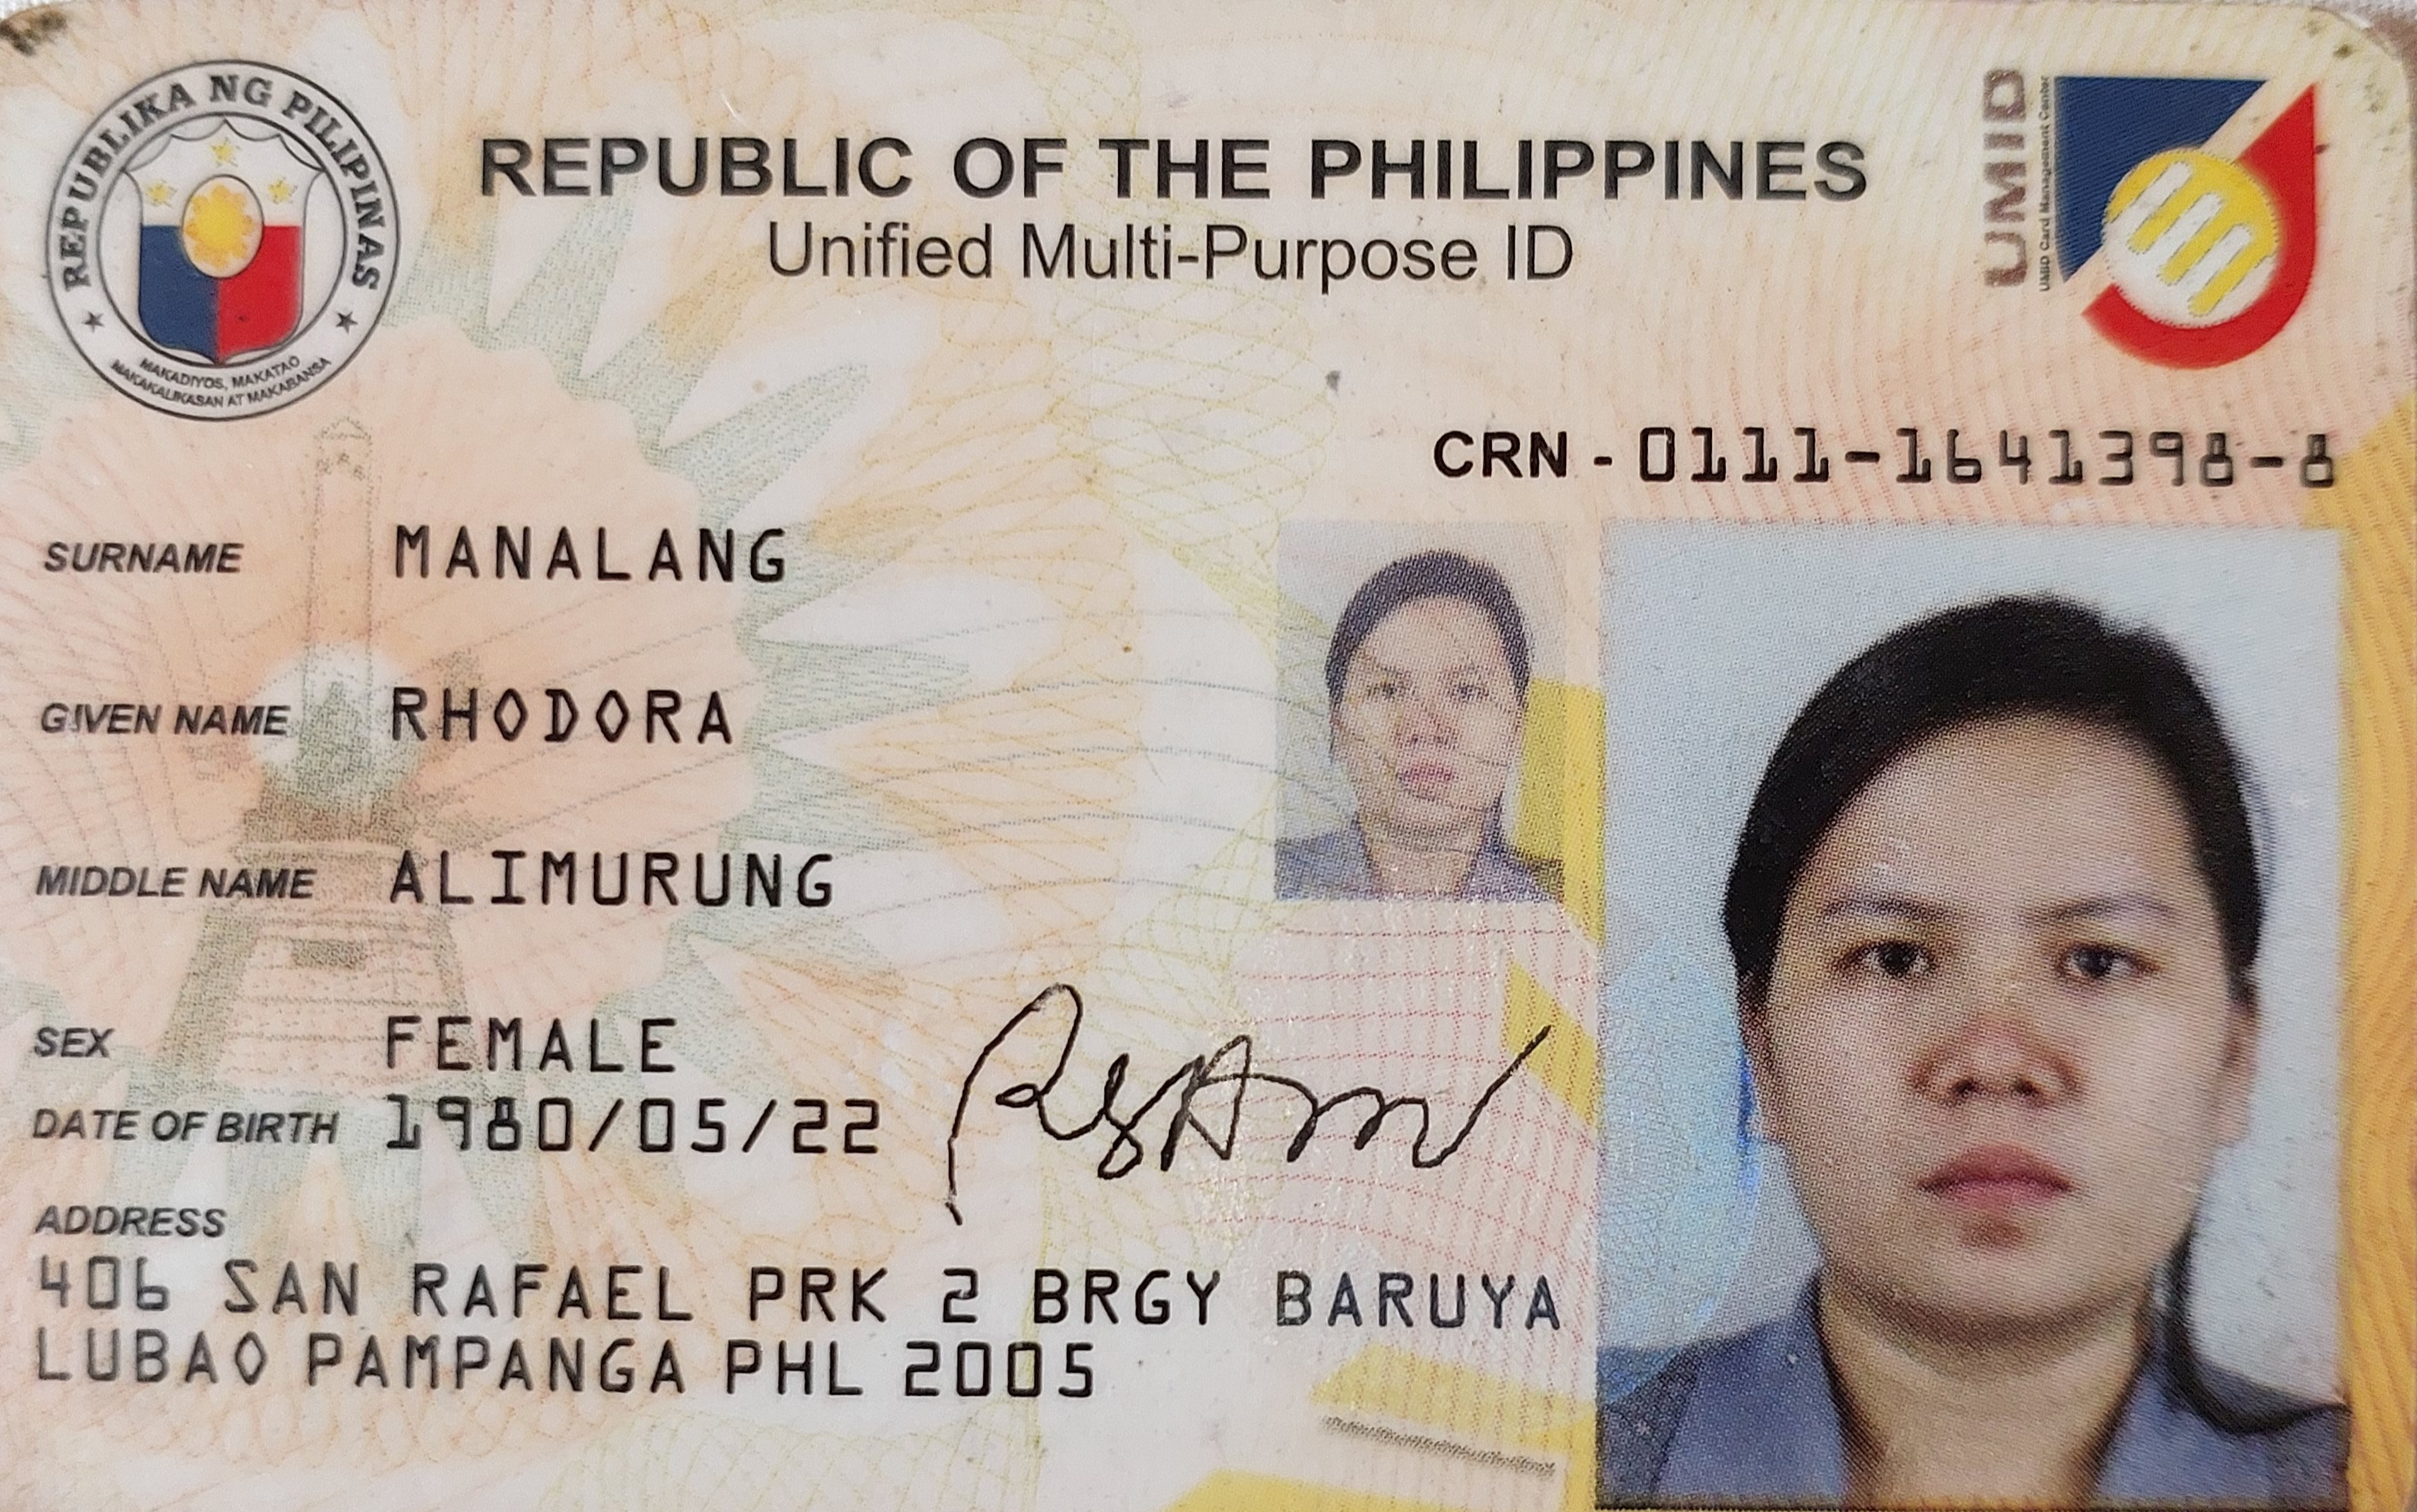 REPUBLIKA NG PILIPINAS
MAKADIYOS, MAKATAO
MAKAKALIKASAN AT MAKABANSA
REPUBLIC OF THE PHILIPPINES
Unified Multi-Purpose ID
UMID
UMID Card Management Center
CRN - 0111-1641398-8
SURNAME MANALANG
GIVEN NAME RHODORA
MIDDLE NAME ALIMURUNG
SEX FEMALE
DATE OF BIRTH 1980/05/22
ADDRESS
406 SAN RAFAEL PRK 2 BRGY BARUYA
LUBAO PAMPANGA PHL 2005